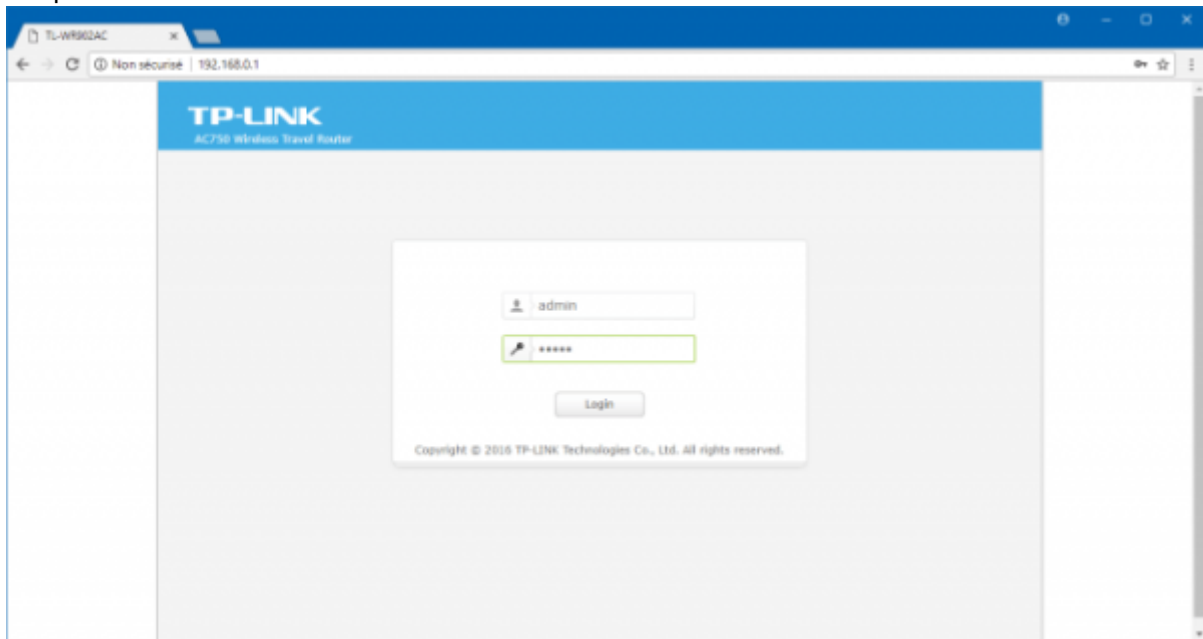 TL-WR902AC
Non sécurisé | 192.168.0.1
TP-LINK
AC750 Wireless Travel Router
admin
•••••
Login
Copyright © 2016 TP-LINK Technologies Co., Ltd. All rights reserved.